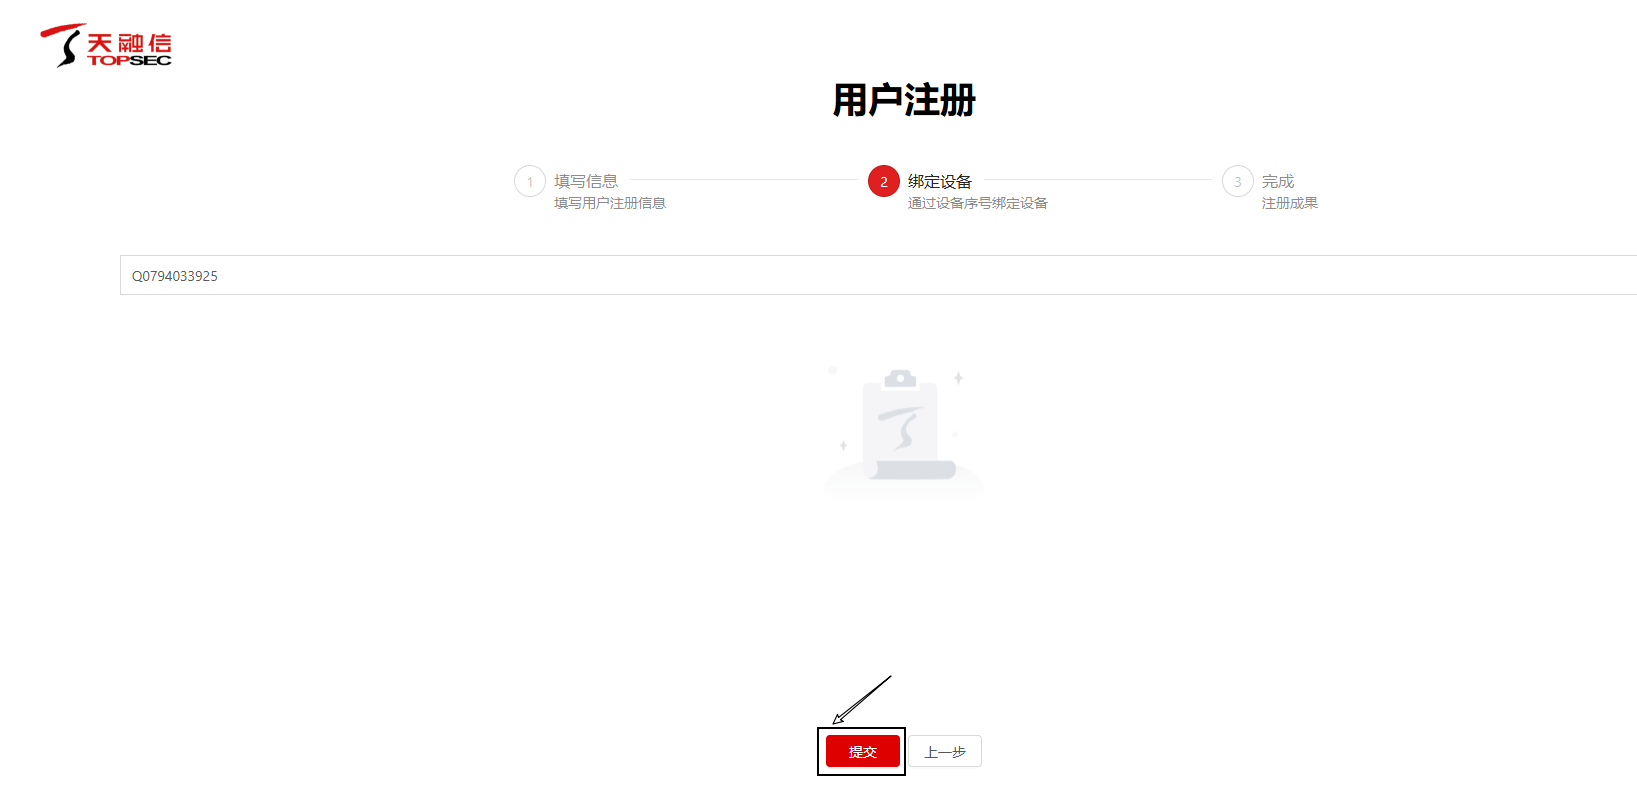 天融信
TOPSEC
用户注册
1 填写信息
填写用户注册信息
2 绑定设备
通过设备序号绑定设备
3 完成
注册成果
Q0794033925
提交 上一步